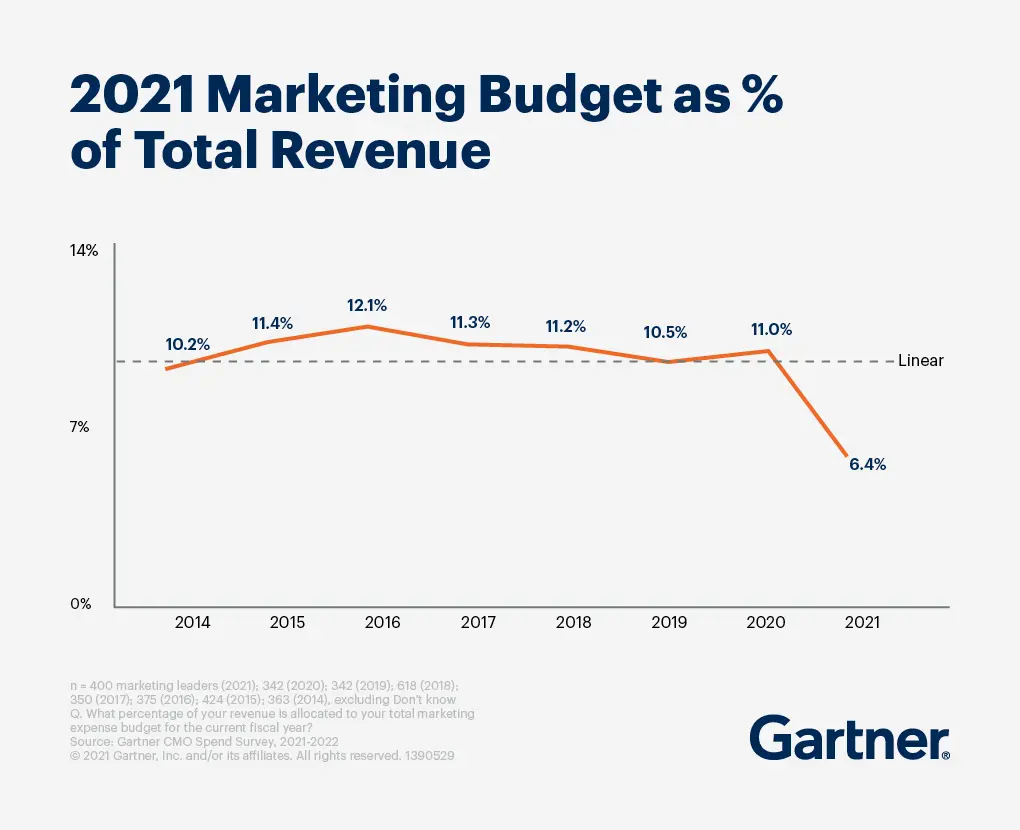 2021 Marketing Budget as %
of Total Revenue
14%
7%
0%
10.2%
11.4%
12.1%
11.3%
11.2%
10.5%
11.0%
6.4%
Linear
2014
2015
2016
2017
2018
2019
2020
2021
n = 400 marketing leaders (2021); 342 (2020); 342 (2019); 618 (2018);
350 (2017); 375 (2016); 424 (2015); 363 (2014), excluding Don’t know
Q. What percentage of your revenue is allocated to your total marketing
expense budget for the current fiscal year?
Source: Gartner CMO Spend Survey, 2021-2022
© 2021 Gartner, Inc. and/or its affiliates. All rights reserved. 1390529
Gartner®